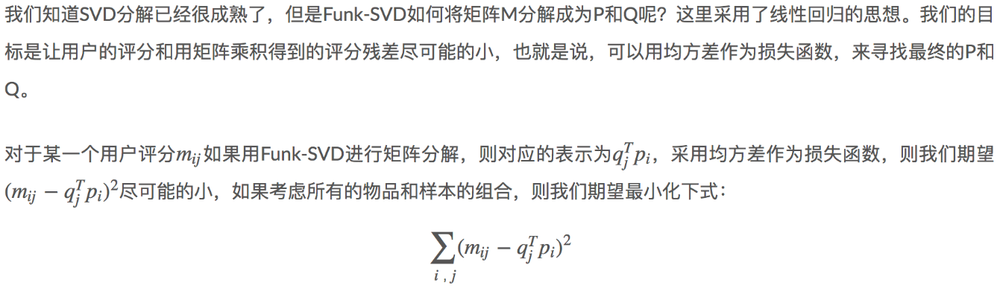 我们知道SVD分解已经很成熟了，但是Funk-SVD如何将矩阵M分解成为P和Q呢？这里采用了线性回归的思想。我们的目
标是让用户的评分和用矩阵乘积得到的评分残差尽可能的小，也就是说，可以用均方差作为损失函数，来寻找最终的P和
Q。
对于某一个用户评分$m_{ij}$如果用Funk-SVD进行矩阵分解，则对应的表示为$q_j^T p_i$，采用均方差作为损失函数，则我们期望
$(m_{ij} - q_j^T p_i)^2$尽可能的小，如果考虑所有的物品和样本的组合，则我们期望最小化下式：
$\sum_{i,j} (m_{ij} - q_j^T p_i)^2$